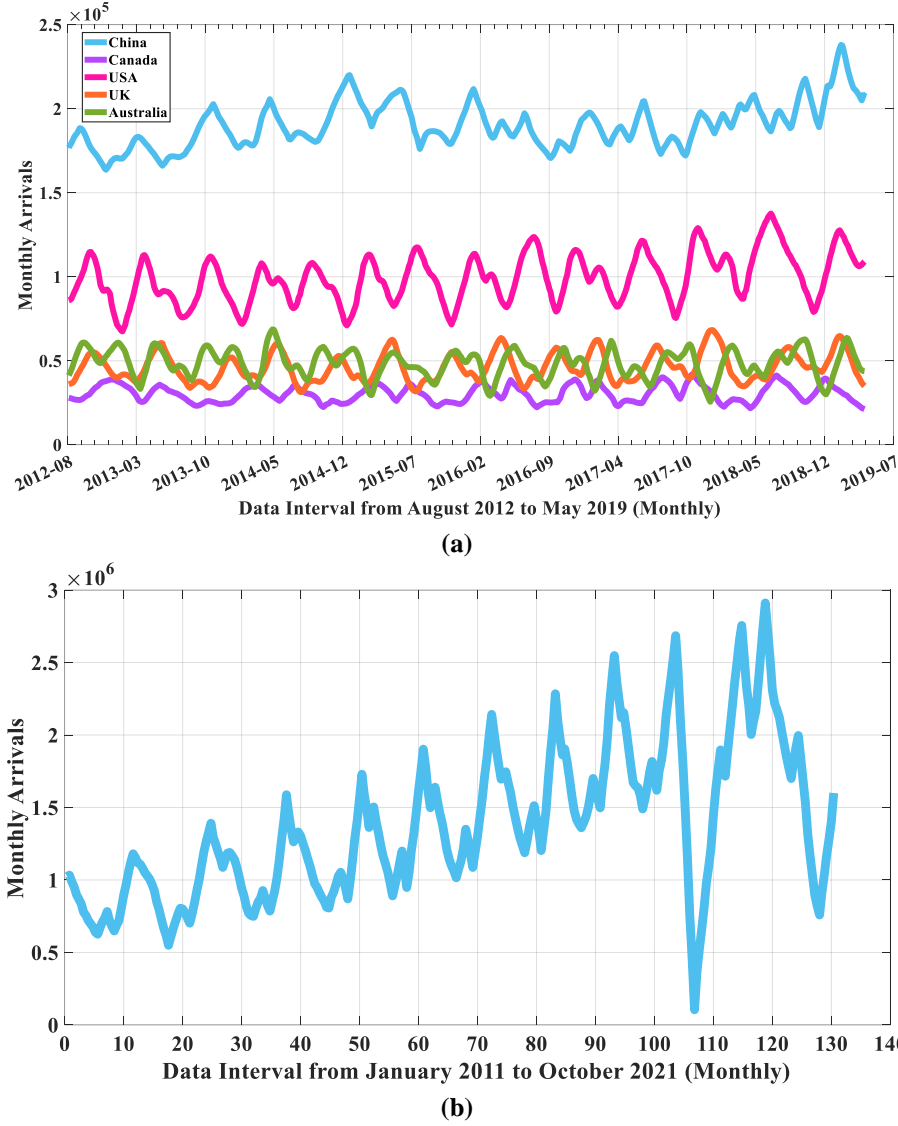 ×10⁵
2.5
2
1.5
1
0.5
0
Monthly Arrivals
China
Canada
USA
UK
Australia
2012-08
2013-03
2013-10
2014-05
2014-12
2015-07
2016-02
2016-09
2017-04
2017-10
2018-05
2018-12
2019-07
Data Interval from August 2012 to May 2019 (Monthly)
(a)
×10⁶
3
2.5
2
1.5
1
0.5
0
Monthly Arrivals
0 10 20 30 40 50 60 70 80 90 100 110 120 130 140
Data Interval from January 2011 to October 2021 (Monthly)
(b)